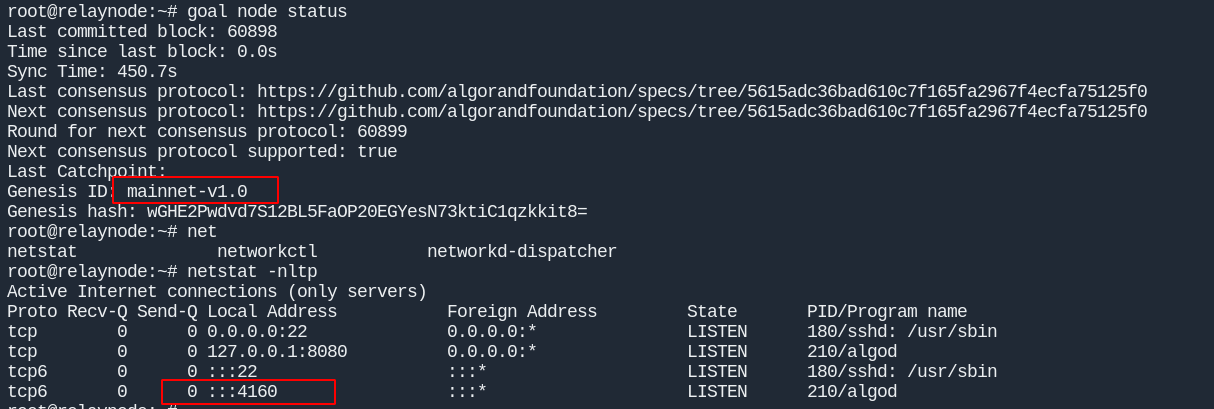 root@relaynode:~# goal node status
Last committed block: 60898
Time since last block: 0.0s
Sync Time: 450.7s
Last consensus protocol: https://github.com/algorandfoundation/specs/tree/5615adc36bad610c7f165fa2967f4ecfa75125f0
Next consensus protocol: https://github.com/algorandfoundation/specs/tree/5615adc36bad610c7f165fa2967f4ecfa75125f0
Round for next consensus protocol: 60899
Next consensus protocol supported: true
Last Catchpoint:
Genesis ID: mainnet-v1.0
Genesis hash: wGHE2Pwdvd7S12BL5FaOP20EGYesN73ktiC1qzkkit8=
root@relaynode:~# net
netstat              networkctl           networkd-dispatcher
root@relaynode:~# netstat -nltp
Active Internet connections (only servers)
Proto Recv-Q Send-Q Local Address           Foreign Address         State       PID/Program name
tcp        0      0 0.0.0.0:22              0.0.0.0:*               LISTEN      180/sshd: /usr/sbin
tcp        0      0 127.0.0.1:8080          0.0.0.0:*               LISTEN      210/algod
tcp6       0      0 :::22                   :::*                    LISTEN      180/sshd: /usr/sbin
tcp6       0      0 :::4160                 :::*                    LISTEN      210/algod
root@relaynode:~#